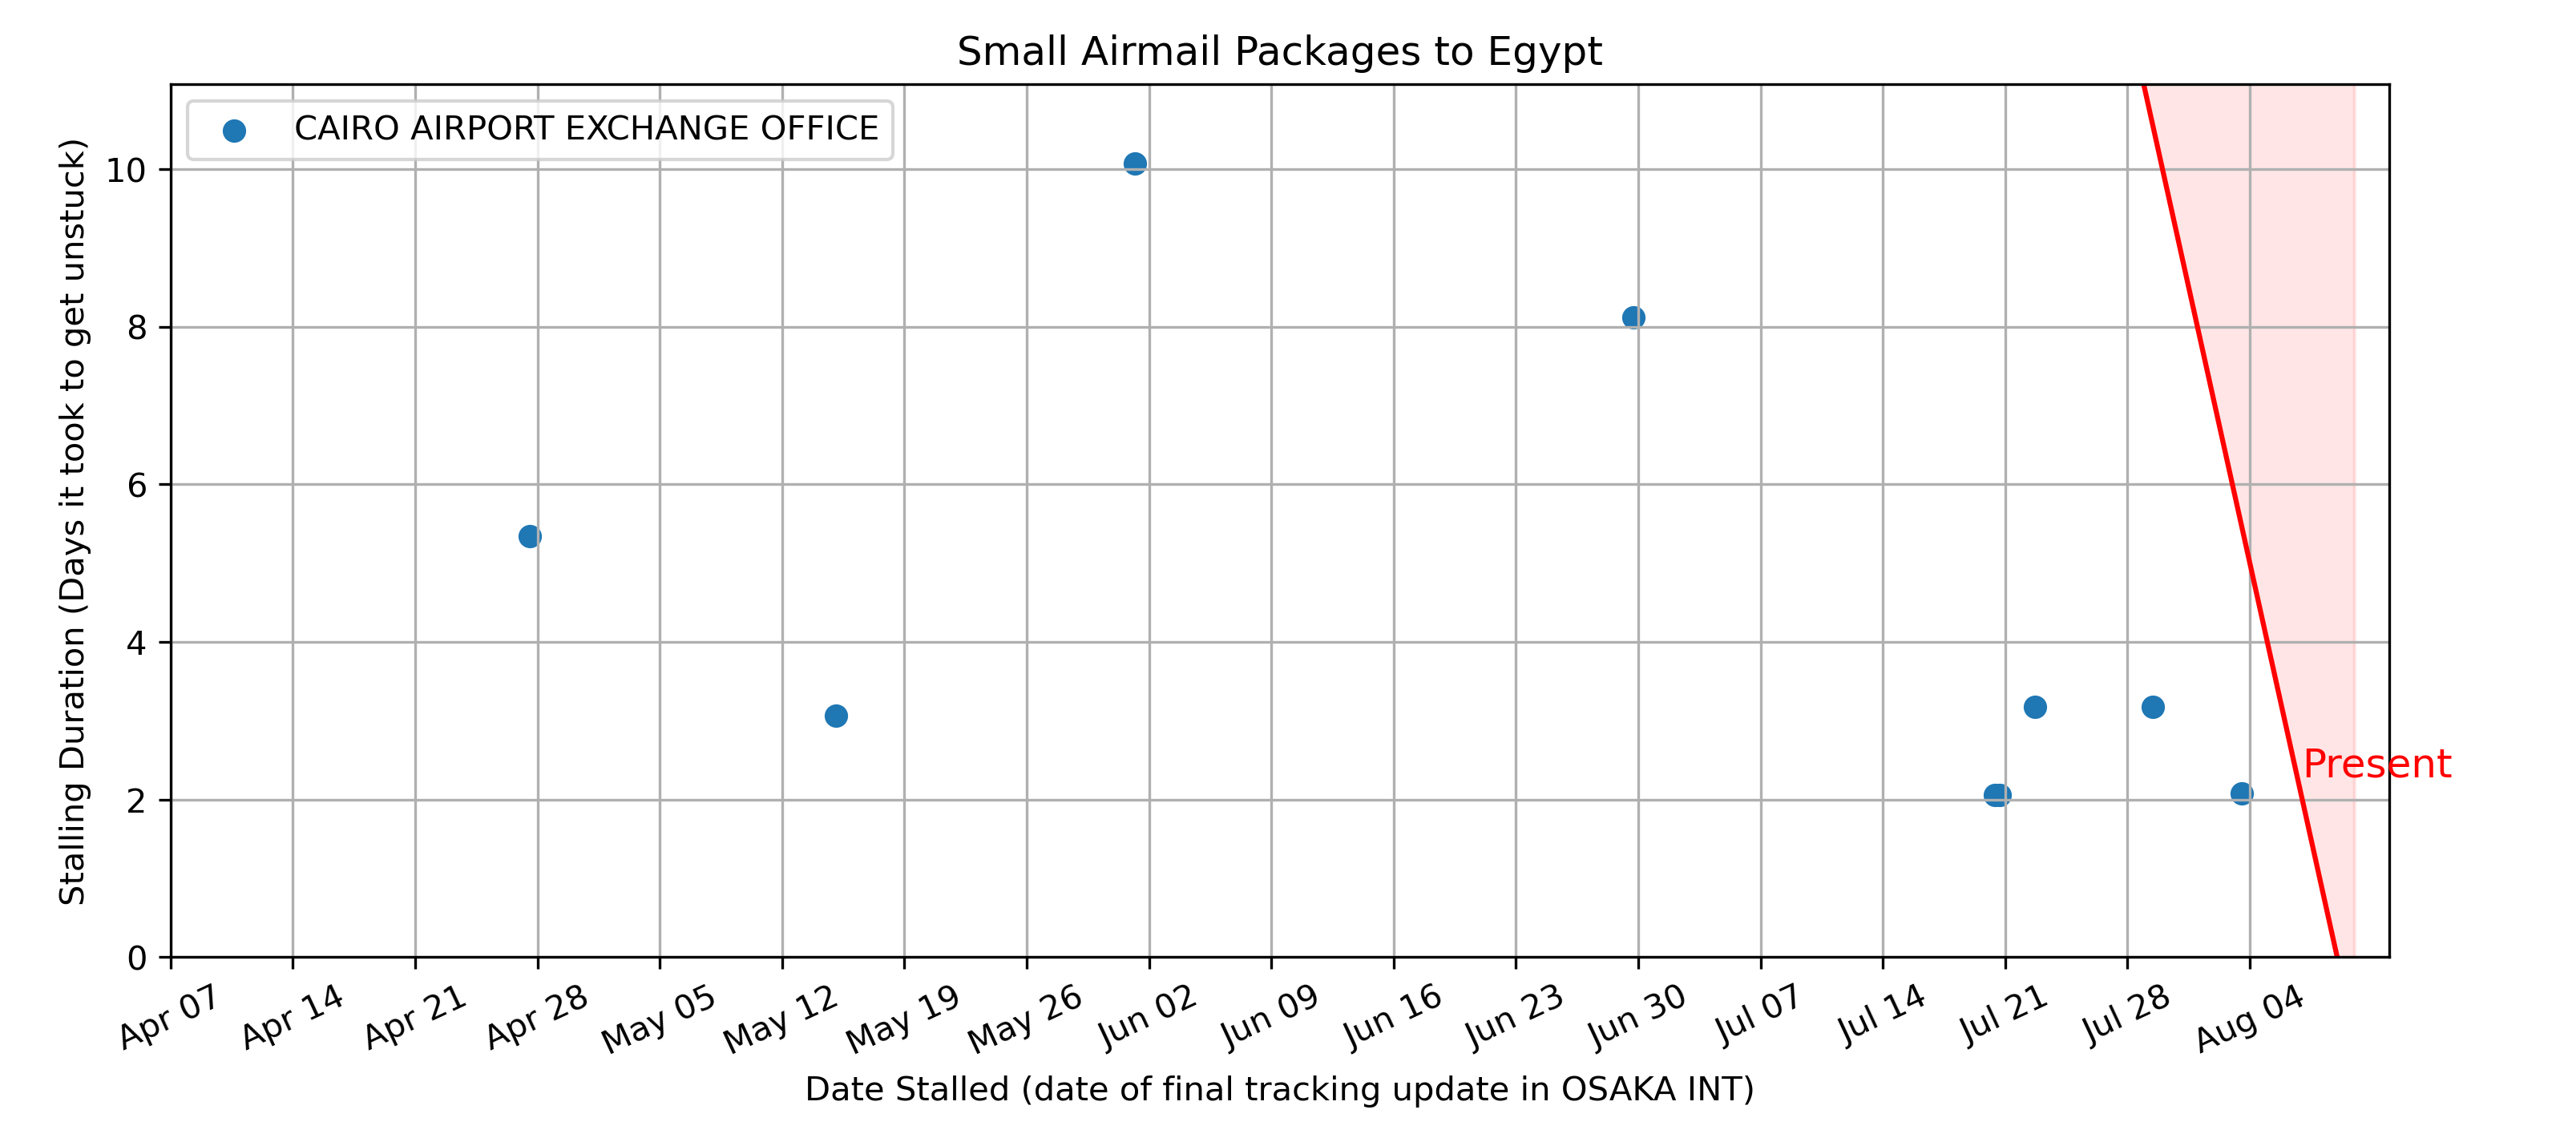 Small Airmail Packages to Egypt
CAIRO AIRPORT EXCHANGE OFFICE
Stalling Duration (Days it took to get unstuck)
10
8
6
4
2
0
Present
Apr 07
Apr 14
Apr 21
Apr 28
May 05
May 12
May 19
May 26
Jun 02
Jun 09
Jun 16
Jun 23
Jun 30
Jul 07
Jul 14
Jul 21
Jul 28
Aug 04
Date Stalled (date of final tracking update in OSAKA INT)